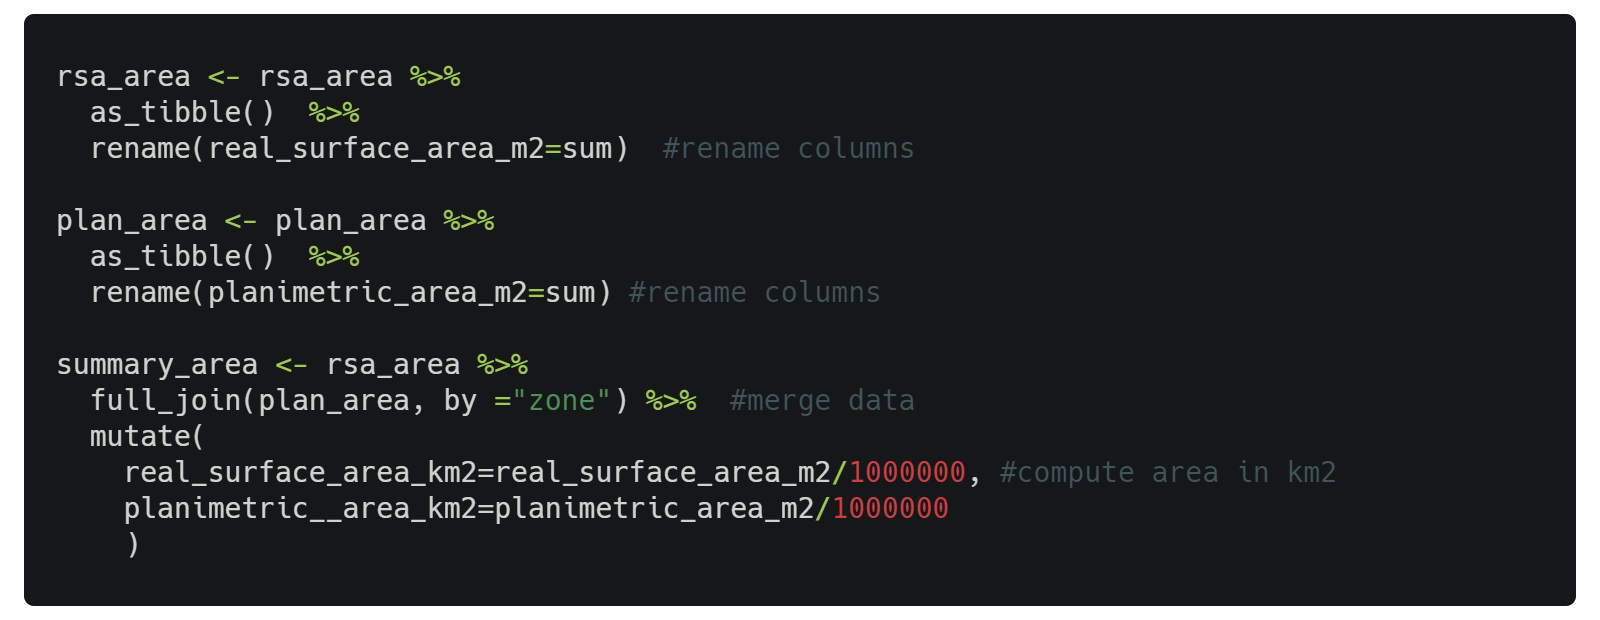 rsa_area <- rsa_area %>%
  as_tibble()  %>%
  rename(real_surface_area_m2=sum)  #rename columns

plan_area <- plan_area %>%
  as_tibble()  %>%
  rename(planimetric_area_m2=sum) #rename columns

summary_area <- rsa_area %>%
  full_join(plan_area, by ="zone") %>%  #merge data
  mutate(
    real_surface_area_km2=real_surface_area_m2/1000000, #compute area in km2
    planimetric__area_km2=planimetric_area_m2/1000000
    )